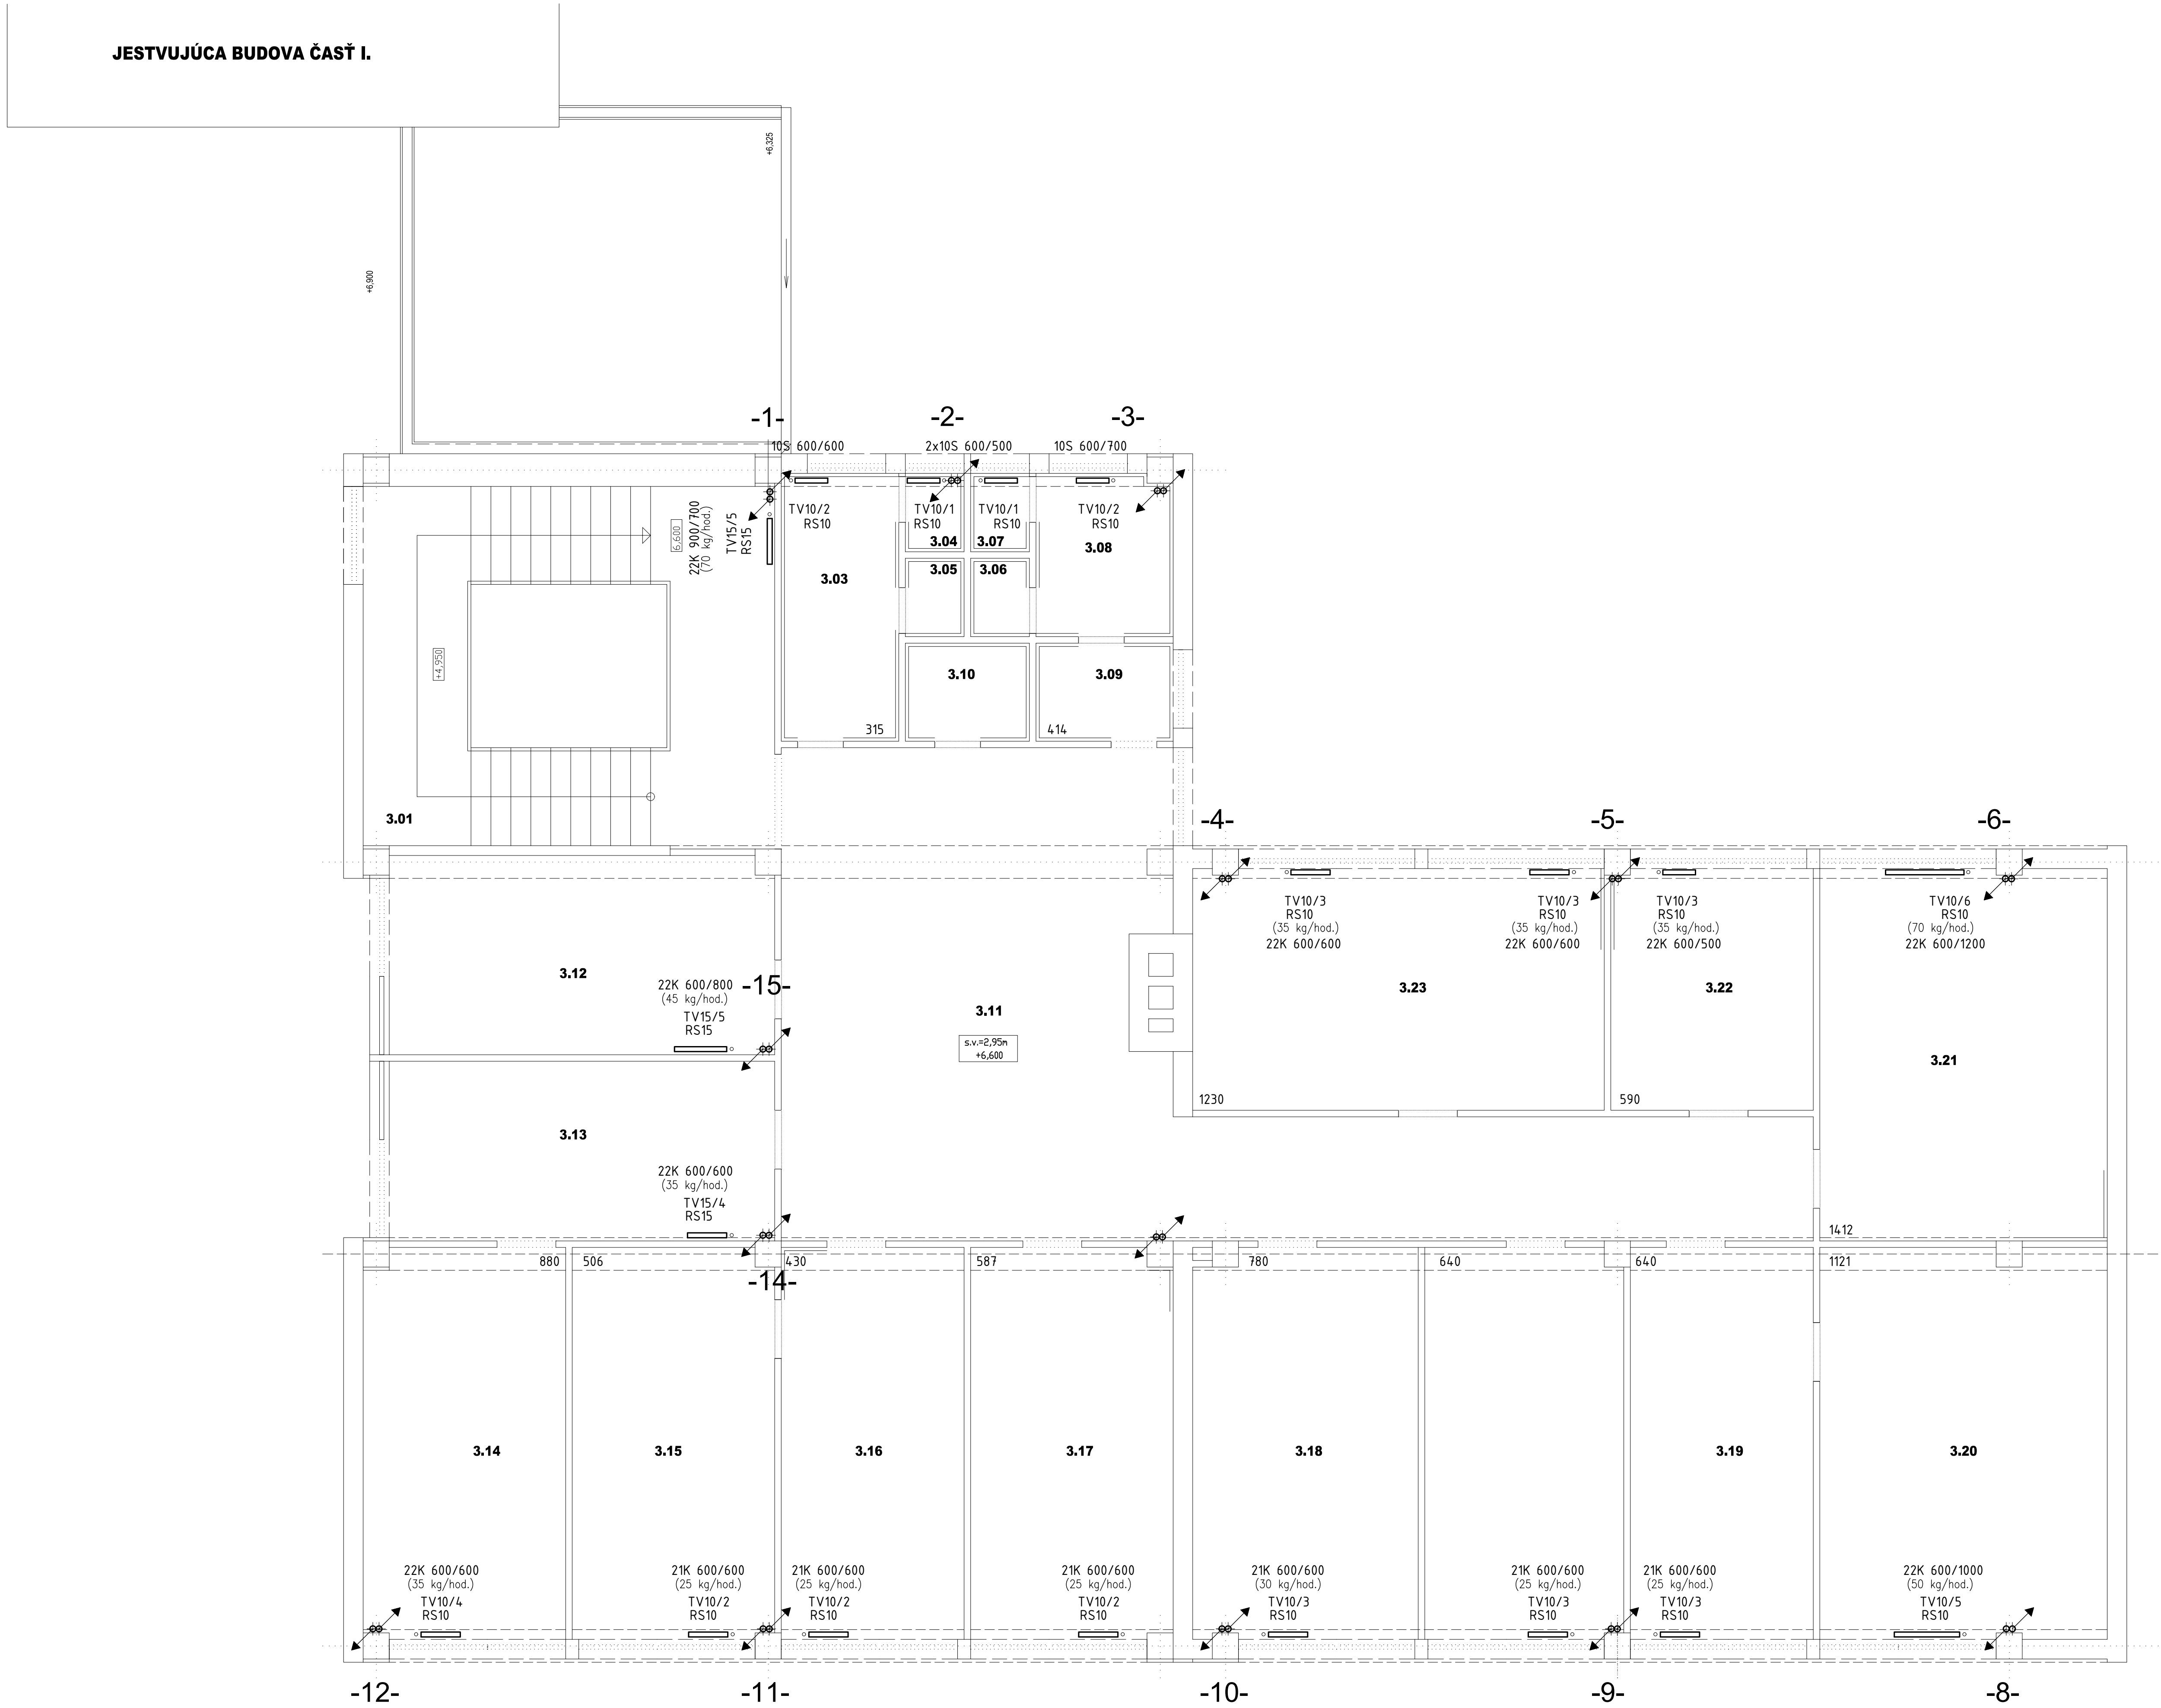 JESTVUJÚCA BUDOVA ČASŤ I.
+6,325
+6,900
-1-
-2-
-3-
10S 600/600
2x10S 600/500
10S 600/700
TV10/2
RS10
TV10/1
RS10
TV10/1
RS10
TV10/2
RS10
22K 900/700
(70 kg/hod.)
TV15/5
RS15
6,600
+4,950
3.04
3.07
3.08
3.03
3.05
3.06
3.10
3.09
315
414
3.01
-4-
-5-
-6-
TV10/3
RS10
(35 kg/hod.)
22K 600/600
TV10/3
RS10
(35 kg/hod.)
22K 600/600
TV10/3
RS10
(35 kg/hod.)
22K 600/500
TV10/6
RS10
(70 kg/hod.)
22K 600/1200
3.12
22K 600/800
(45 kg/hod.)
-15-
TV15/5
RS15
3.11
s.v.=2,95m
+6,600
3.23
3.22
3.21
1230
590
3.13
22K 600/600
(35 kg/hod.)
TV15/4
RS15
1412
880
506
430
587
780
640
640
1121
-14-
3.14
3.15
3.16
3.17
3.18
3.19
3.20
22K 600/600
(35 kg/hod.)
TV10/4
RS10
21K 600/600
(25 kg/hod.)
TV10/2
RS10
21K 600/600
(25 kg/hod.)
TV10/2
RS10
21K 600/600
(25 kg/hod.)
TV10/2
RS10
21K 600/600
(30 kg/hod.)
TV10/3
RS10
21K 600/600
(25 kg/hod.)
TV10/3
RS10
21K 600/600
(25 kg/hod.)
TV10/3
RS10
22K 600/1000
(50 kg/hod.)
TV10/5
RS10
-12-
-11-
-10-
-9-
-8-